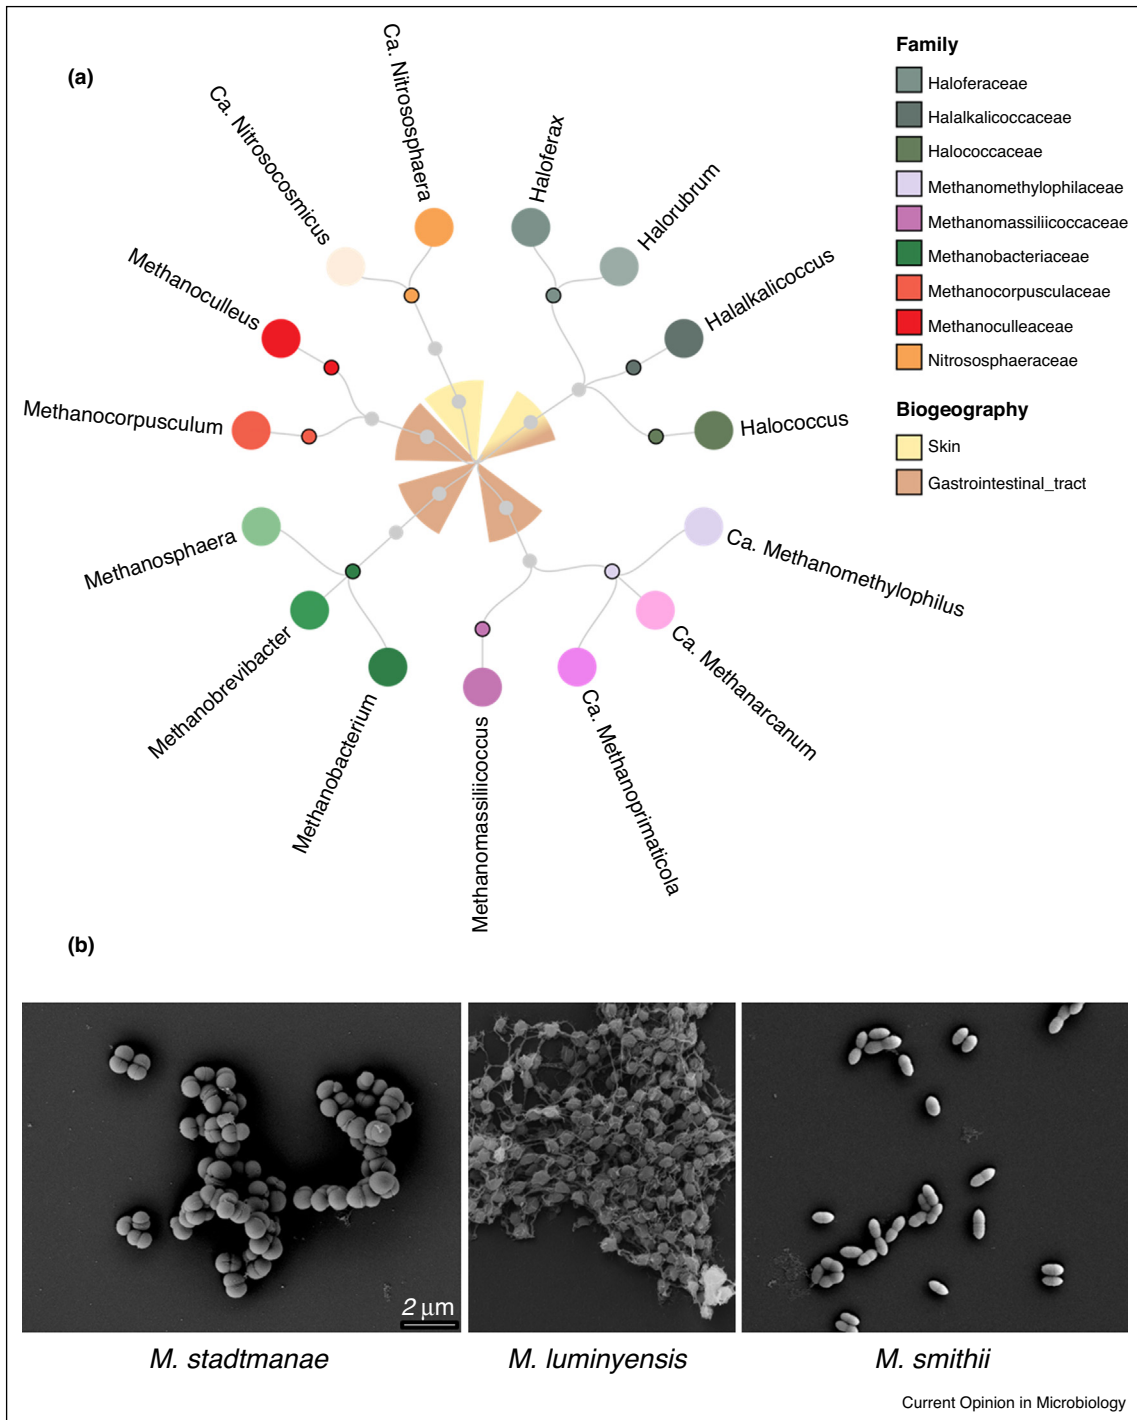 (a)
Ca. Nitrosocosmicus
Ca. Nitrososphaera
Haloferax
Halorubrum
Halalkalicoccus
Halococcus
Methanoculleus
Methanocorpusculum
Methanosphaera
Methanobrevibacter
Methanobacterium
Methanomassiliicoccus
Ca. Methanoprimaticola
Ca. Methanarcanum
Ca. Methanomethylophilus
Family
Haloferaceae
Halalkalicoccaceae
Halococcaceae
Methanomethylophilaceae
Methanomassiliicoccaceae
Methanobacteriaceae
Methanocorpusculaceae
Methanoculleaceae
Nitrososphaeraceae
Biogeography
Skin
Gastrointestinal_tract
(b)
2 µm
M. stadtmanae
M. luminyensis
M. smithii
Current Opinion in Microbiology